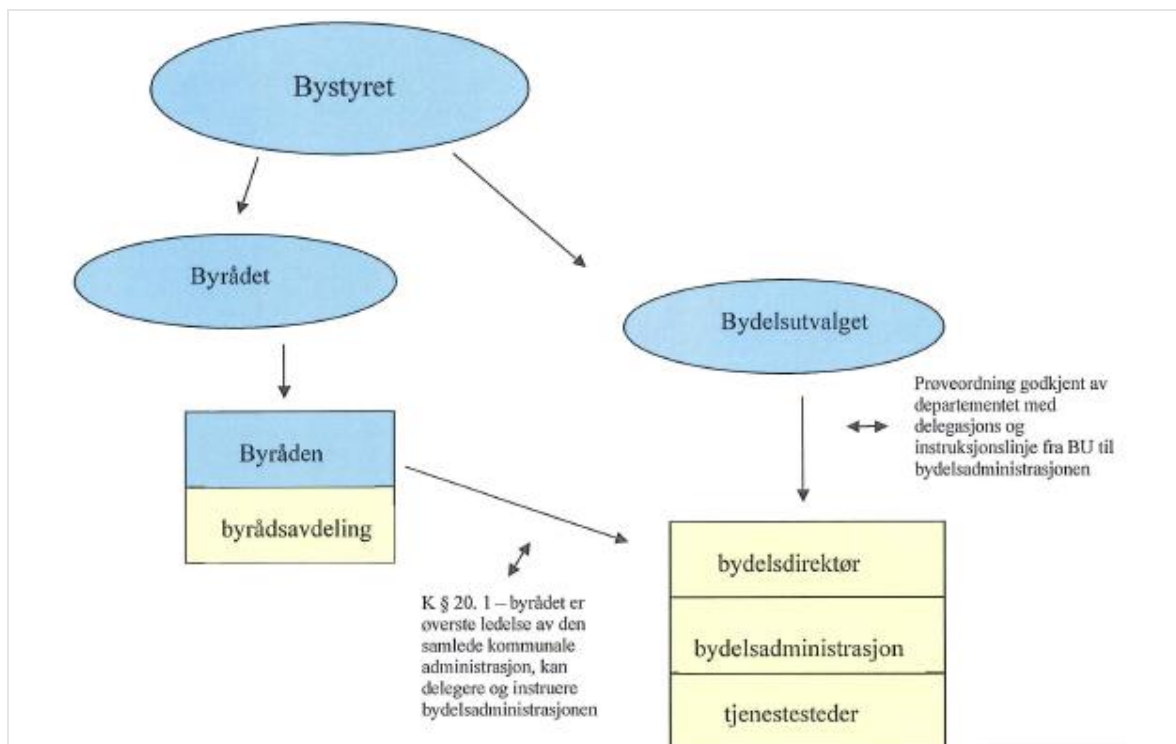 Bystyret
Byrådet
Bydelsutvalget
Prøveordning godkjent av
departementet med
delegasjons og
instruksjonslinje fra BU til
bydelsadministrasjonen
Byråden
byrådsavdeling
bydelsdirektør
K § 20. 1 – byrådet er
øverste ledelse av den
samlede kommunale
administrasjon, kan
delegere og instruere
bydelsadministrasjonen
bydelsadministrasjon
tjenestesteder